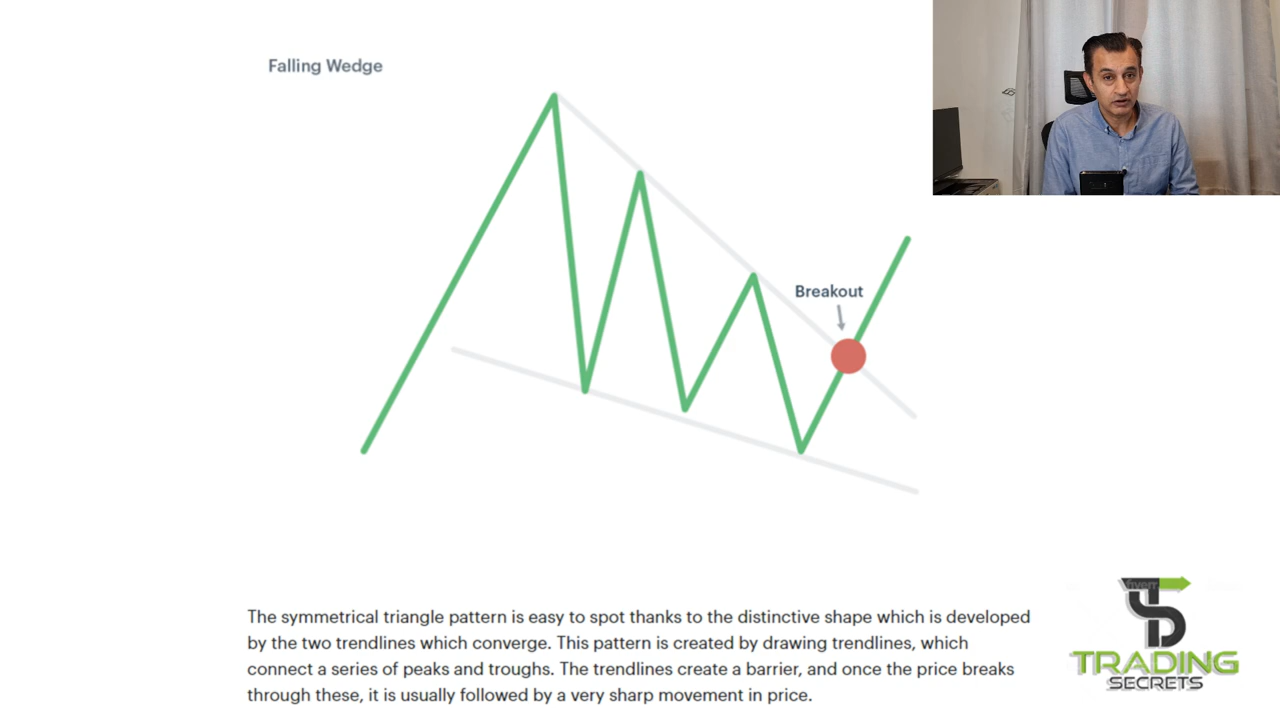 Falling Wedge
Breakout
The symmetrical triangle pattern is easy to spot thanks to the distinctive shape which is developed
by the two trendlines which converge. This pattern is created by drawing trendlines, which
connect a series of peaks and troughs. The trendlines create a barrier, and once the price breaks
through these, it is usually followed by a very sharp movement in price.
fiverr
TRADING
SECRETS